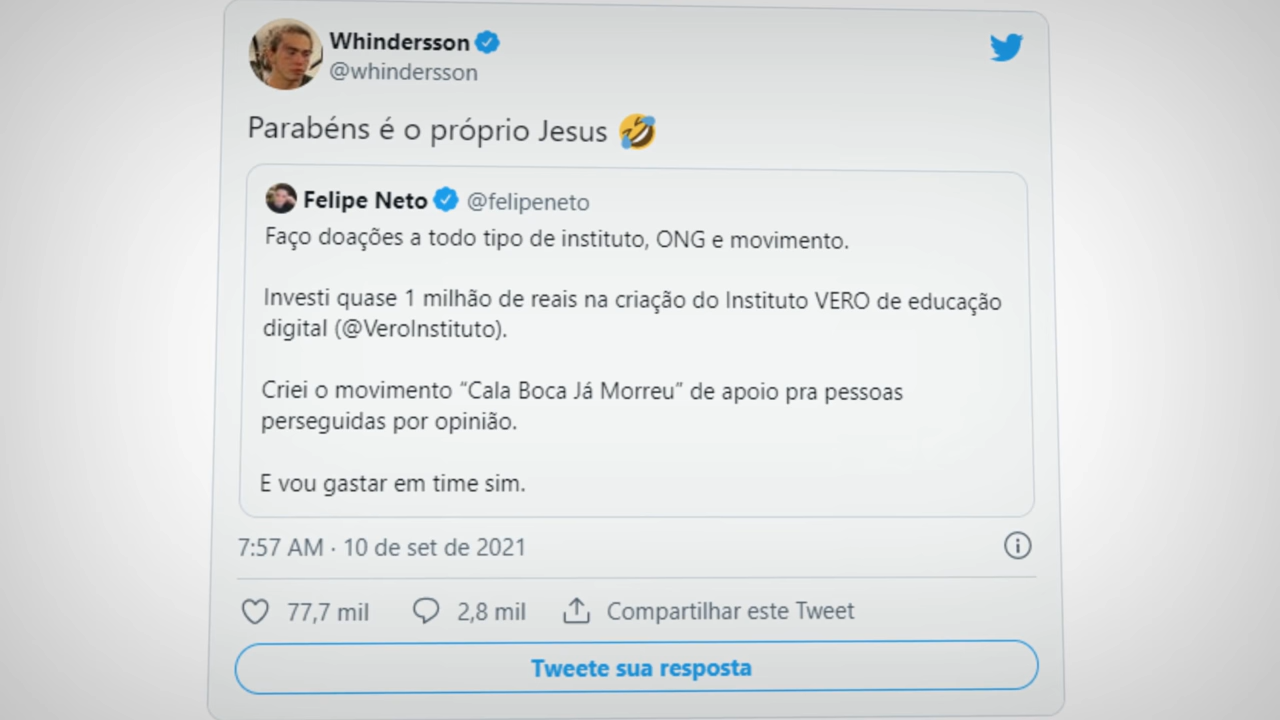 Whindersson
@whindersson
Parabéns é o próprio Jesus 🤣
Felipe Neto @felipeneto
Faço doações a todo tipo de instituto, ONG e movimento.
Investi quase 1 milhão de reais na criação do Instituto VERO de educação
digital (@VeroInstituto).
Criei o movimento “Cala Boca Já Morreu” de apoio pra pessoas
perseguidas por opinião.
E vou gastar em time sim.
7:57 AM · 10 de set de 2021
77,7 mil 2,8 mil Compartilhar este Tweet
Tweete sua resposta